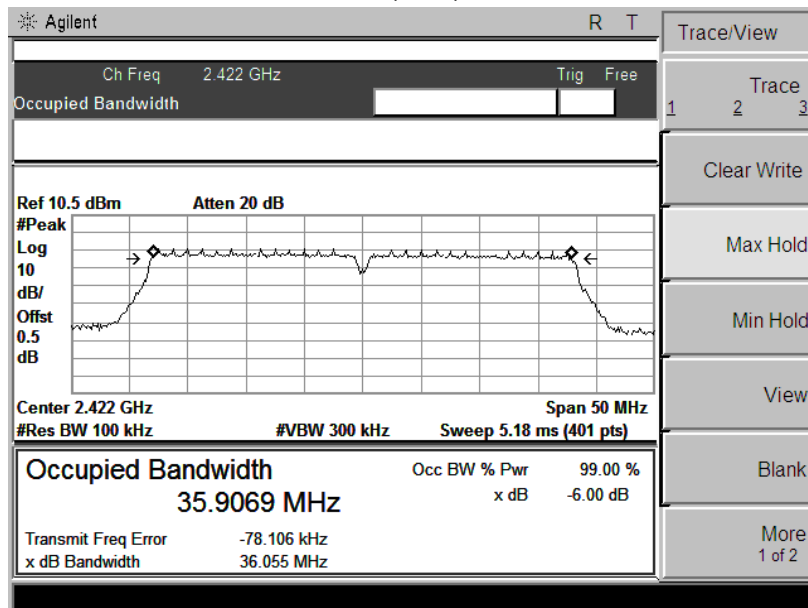 Agilent R T
Ch Freq 2.422 GHz Trig Free
Occupied Bandwidth
Ref 10.5 dBm Atten 20 dB
#Peak
Log
10
dB/
Offst
0.5
dB
Center 2.422 GHz Span 50 MHz
#Res BW 100 kHz #VBW 300 kHz Sweep 5.18 ms (401 pts)
Occupied Bandwidth Occ BW % Pwr 99.00 %
35.9069 MHz x dB -6.00 dB
Transmit Freq Error -78.106 kHz
x dB Bandwidth 36.055 MHz
Trace/View
Trace
1 2 3
Clear Write
Max Hold
Min Hold
View
Blank
More
1 of 2